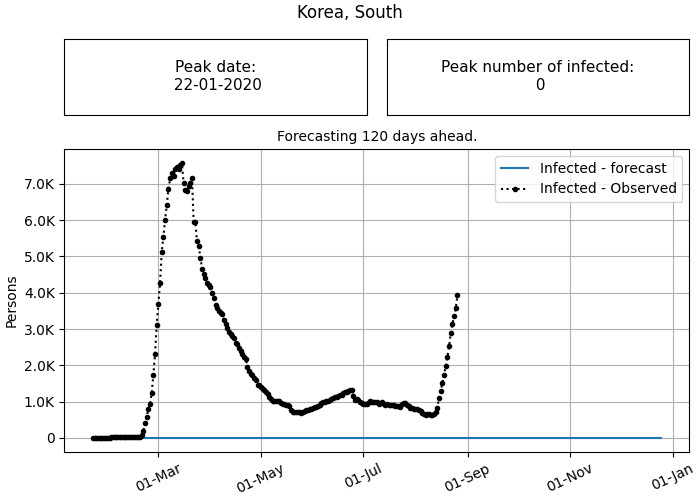 Korea, South
Peak date:
22-01-2020
Peak number of infected:
0
Forecasting 120 days ahead.
Infected - forecast
Infected - Observed
Persons
7.0K
6.0K
5.0K
4.0K
3.0K
2.0K
1.0K
0
01-Mar
01-May
01-Jul
01-Sep
01-Nov
01-Jan